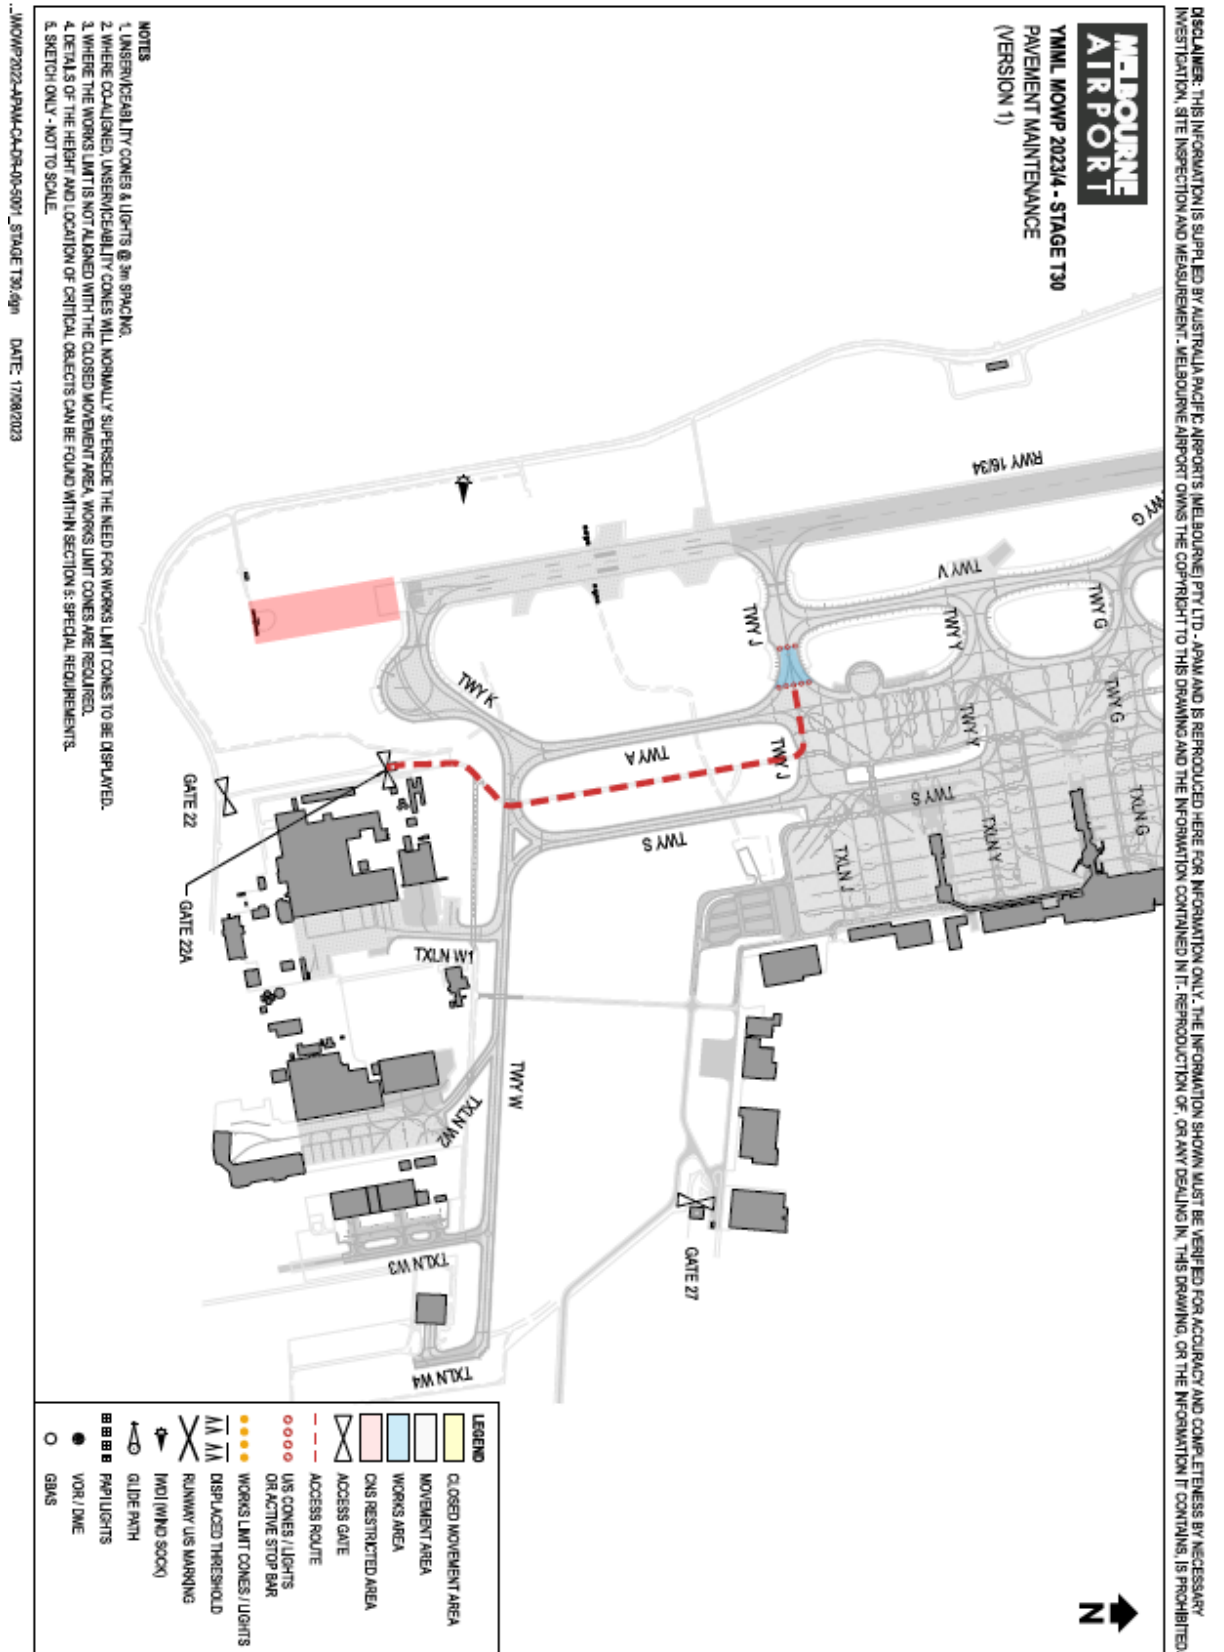 DISCLAIMER: THIS INFORMATION IS SUPPLIED BY AUSTRALIA PACIFIC AIRPORTS (MELBOURNE) PTY LTD - APAM AND IS REPRODUCED HERE FOR INFORMATION ONLY. THE INFORMATION SHOWN MUST BE VERIFIED FOR ACCURACY AND COMPLETENESS BY NECESSARY
INVESTIGATION, SITE INSPECTION AND MEASUREMENT. MELBOURNE AIRPORT OWNS THE COPYRIGHT TO THIS DRAWING AND THE INFORMATION CONTAINED IN IT. REPRODUCTION OF, OR ANY DEALING IN, THIS DRAWING, OR THE INFORMATION IT CONTAINS, IS PROHIBITED.
MELBOURNE
AIRPORT
YMML MOWP 2023/4 - STAGE T30
PAVEMENT MAINTENANCE
(VERSION 1)
N
RWY 16/34
TWY G
TWY V
TWY G
TWY Y
TWY J
TWY G
TWY Y
TWY K
TWY A
TWY J
TWY S
TXLN G
TXLN Y
TWY S
TXLN J
GATE 22
GATE 22A
TXLN W1
TWY W
TXLN W2
GATE 27
TXLN W3
TXLN W4
NOTES
1. UNSERVICEABILITY CONES & LIGHTS @ 3m SPACING.
2. WHERE CO-ALIGNED, UNSERVICEABILITY CONES WILL NORMALLY SUPERSEDE THE NEED FOR WORKS LIMIT CONES TO BE DISPLAYED.
3. WHERE THE WORKS LIMIT IS NOT ALIGNED WITH THE CLOSED MOVEMENT AREA, WORKS LIMIT CONES ARE REQUIRED.
4. DETAILS OF THE HEIGHT AND LOCATION OF CRITICAL OBJECTS CAN BE FOUND WITHIN SECTION 5: SPECIAL REQUIREMENTS.
5. SKETCH ONLY - NOT TO SCALE.
LEGEND
CLOSED MOVEMENT AREA
MOVEMENT AREA
WORKS AREA
CNS RESTRICTED AREA
ACCESS GATE
ACCESS ROUTE
U/S CONES / LIGHTS
OR ACTIVE STOP BAR
WORKS LIMIT CONES / LIGHTS
DISPLACED THRESHOLD
RUNWAY U/S MARKING
IWDI (WIND SOCK)
GLIDE PATH
PAPI LIGHTS
VOR / DME
GBAS
...\MOWP2022-APAM-CA-DR-00-5001_STAGE T30.dgn DATE: 17/08/2023